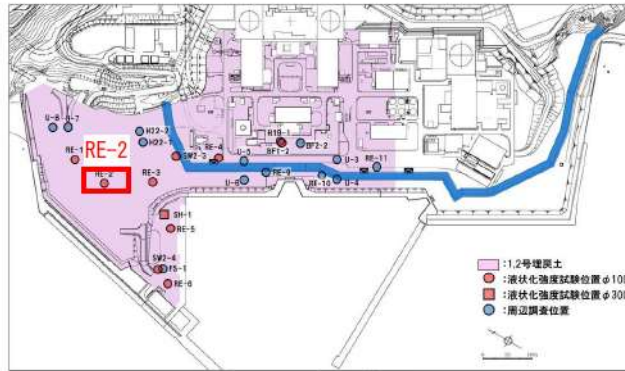 U-8
U-7
H22-2
H22-1
RE-2
RE-1
RE-2
RE-3
SW2-3
RE-4
H19-1
BF1-2
BF2-2
U-5
U-3
RE-11
RE-9
U-6
RE-10
U-4
SH-1
RE-5
SW2-4
FS-1
RE-6
:1,2号埋戻土
:液状化強度試験位置φ100
:液状化強度試験位置φ300
:周辺調査位置